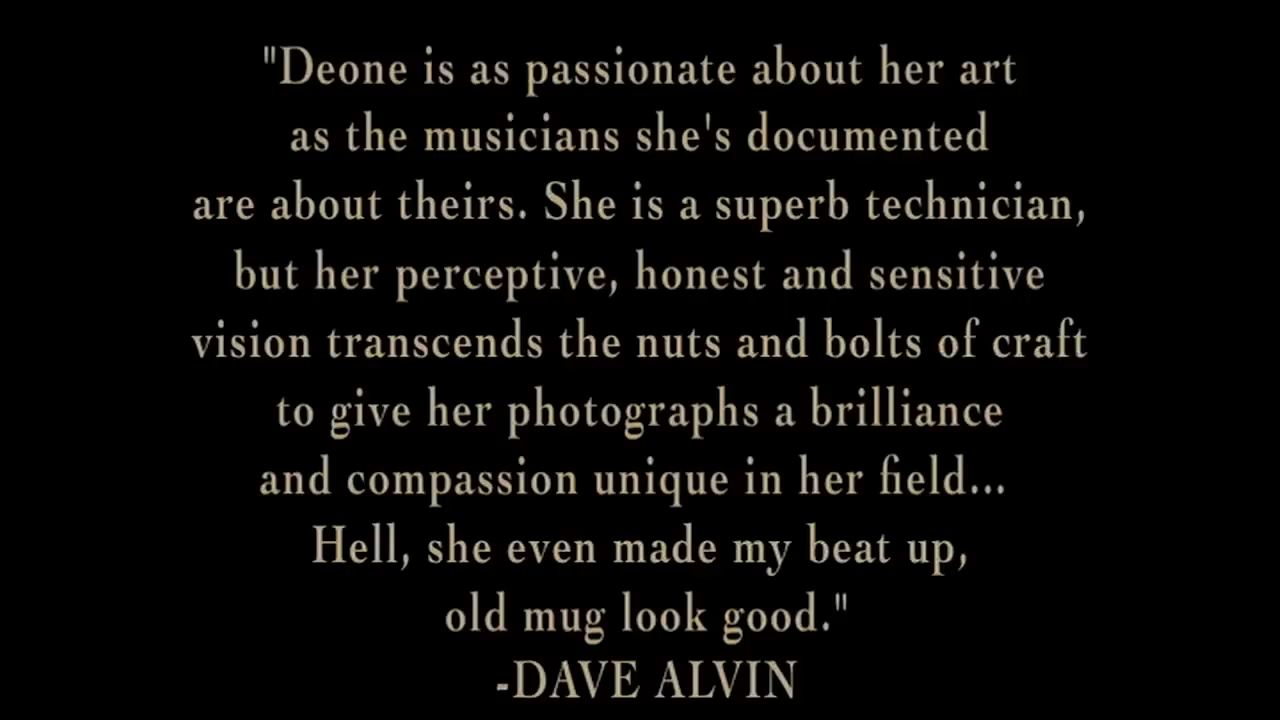 "Deone is as passionate about her art
as the musicians she's documented
are about theirs. She is a superb technician,
but her perceptive, honest and sensitive
vision transcends the nuts and bolts of craft
to give her photographs a brilliance
and compassion unique in her field...
Hell, she even made my beat up,
old mug look good."
-DAVE ALVIN